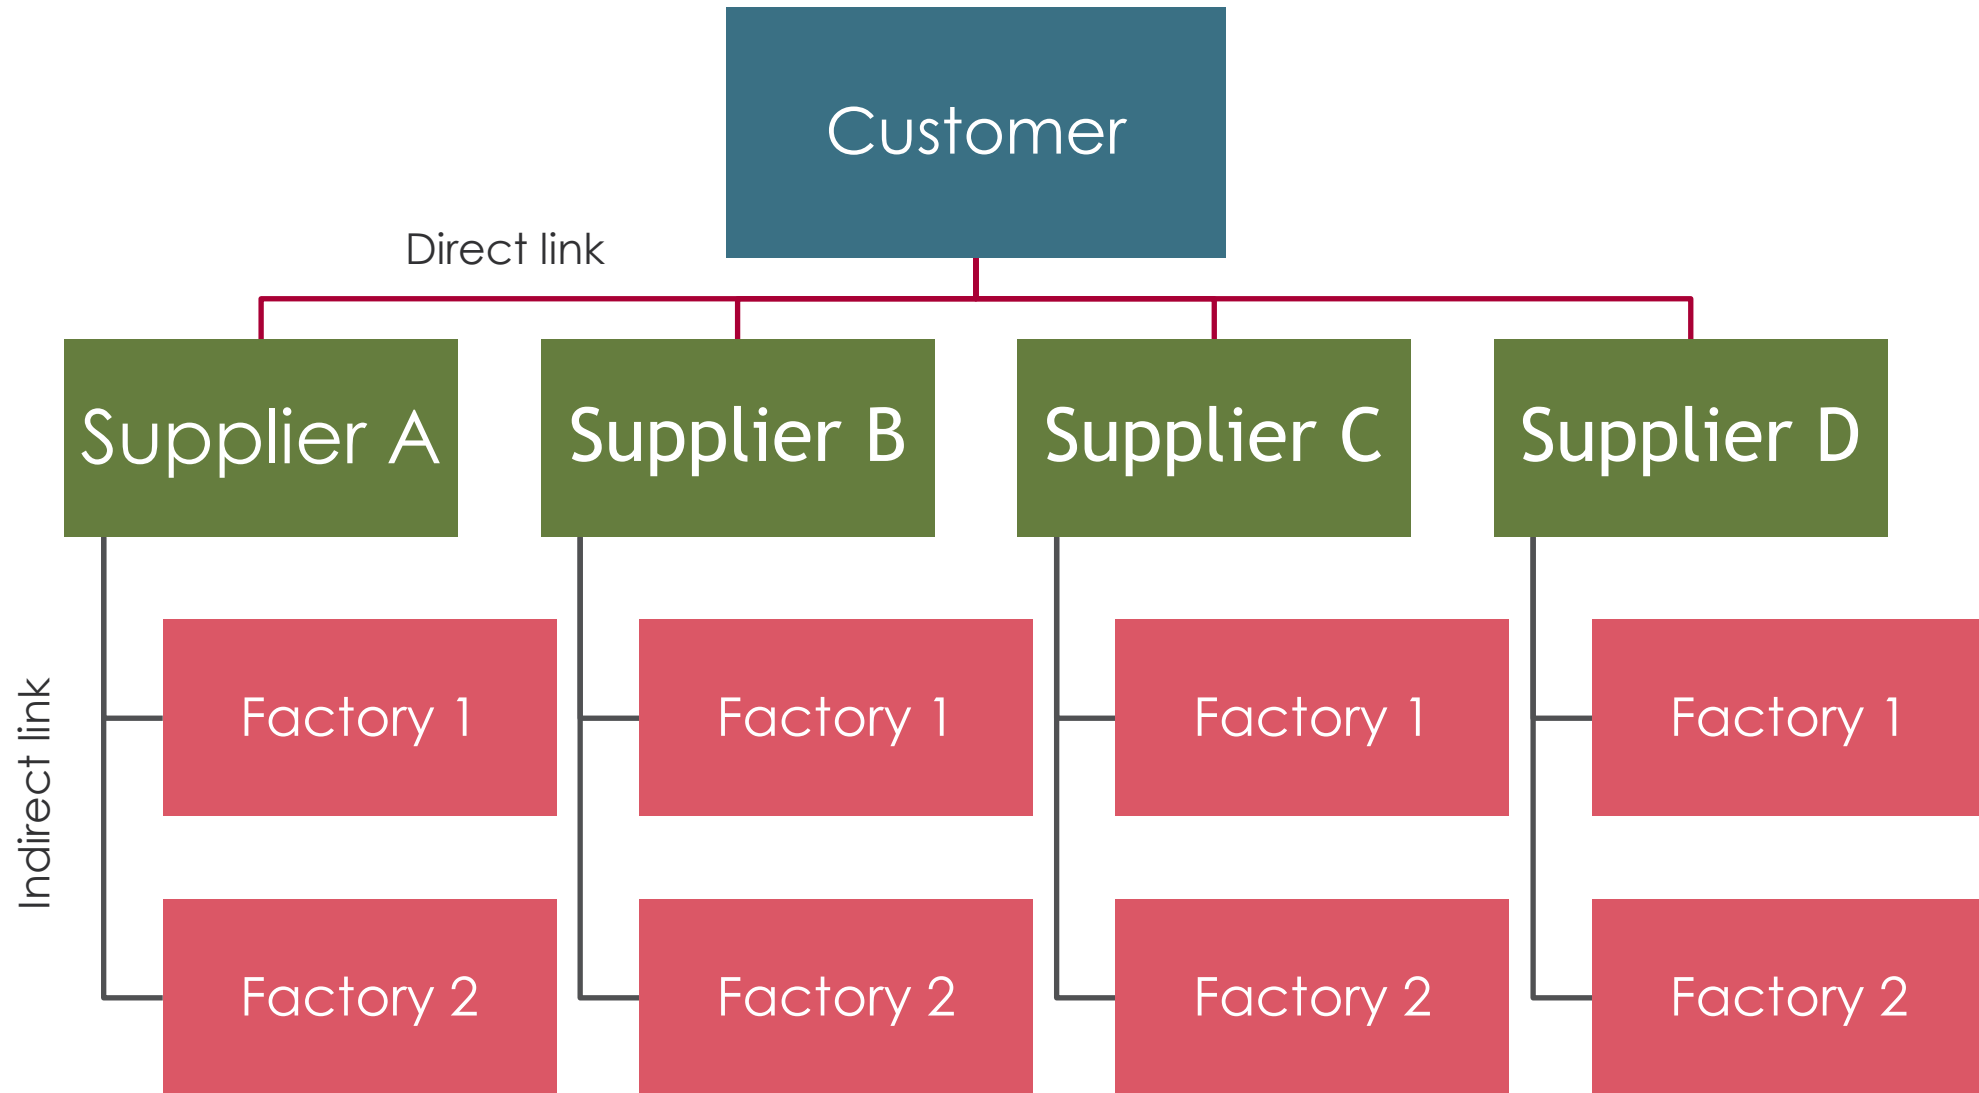 Customer
Direct link
Supplier A
Supplier B
Supplier C
Supplier D
Indirect link
Factory 1
Factory 1
Factory 1
Factory 1
Factory 2
Factory 2
Factory 2
Factory 2